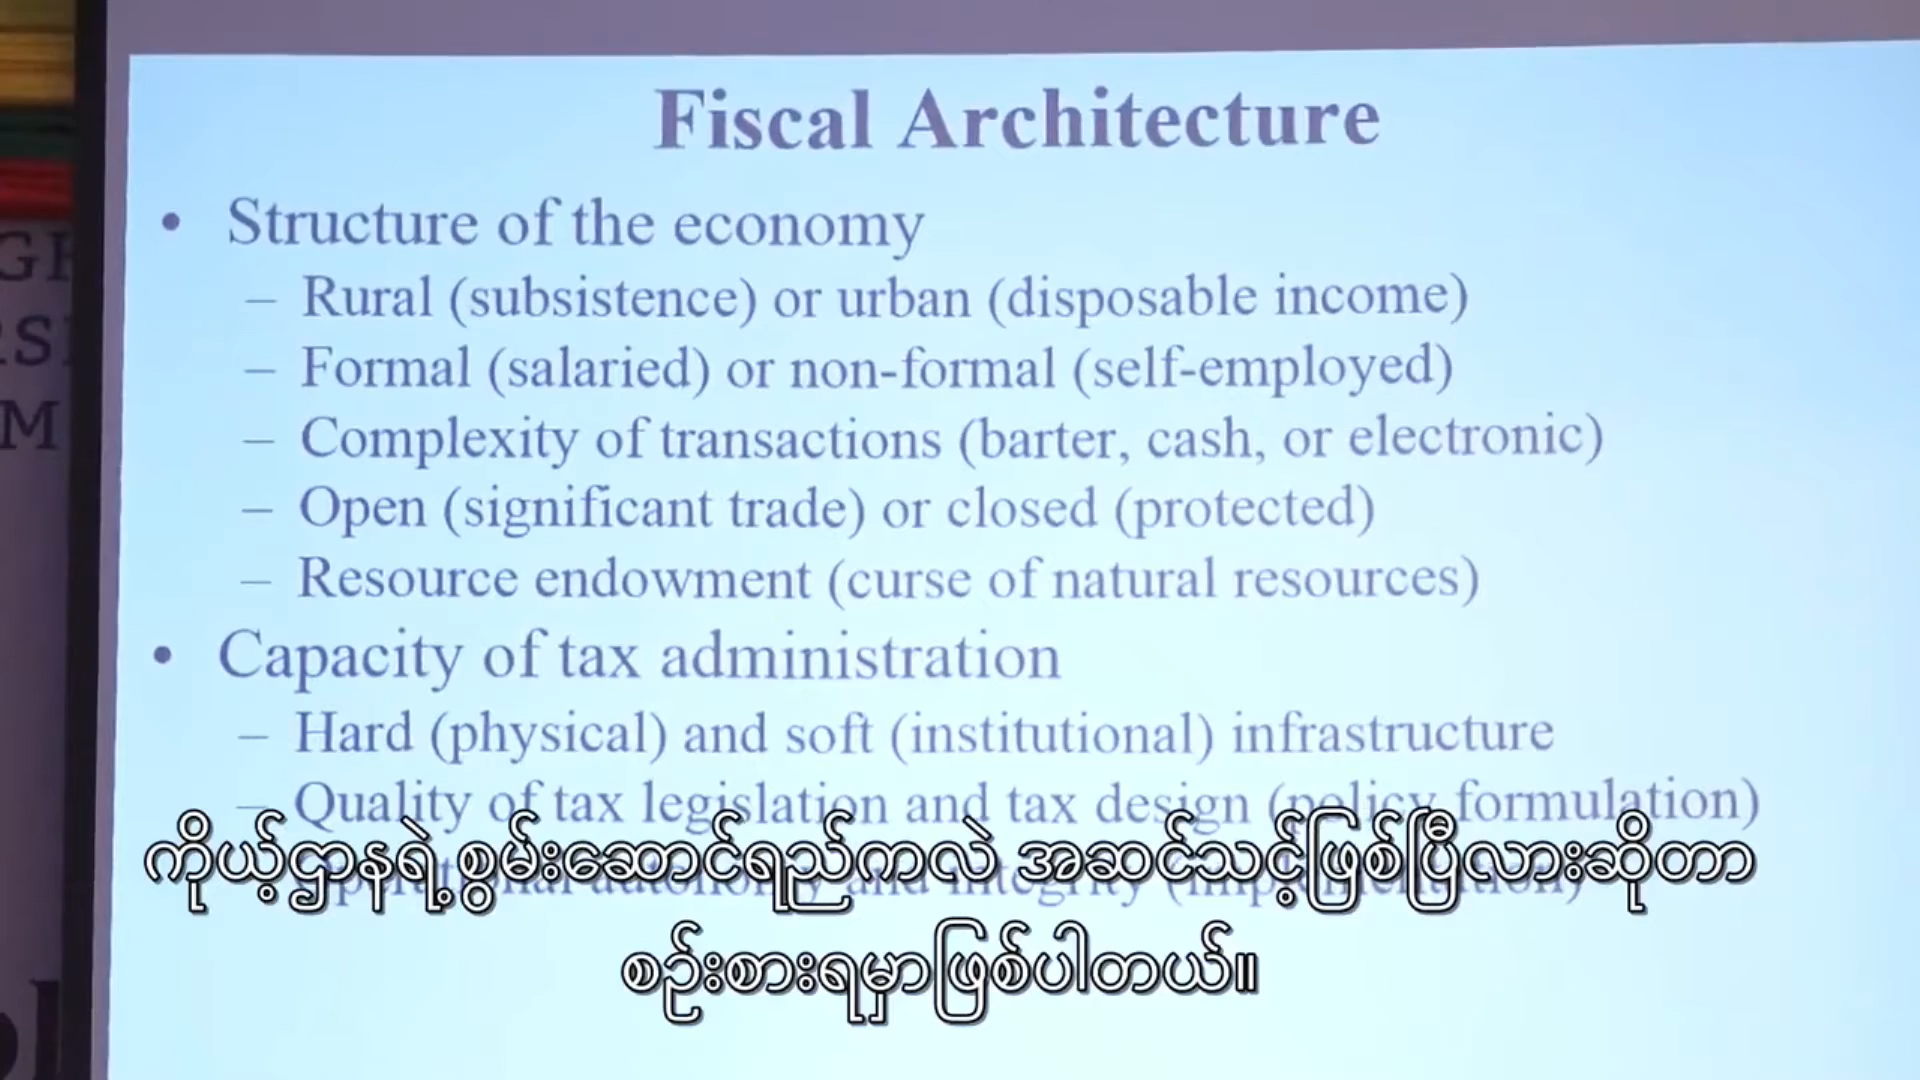 Fiscal Architecture
• Structure of the economy
– Rural (subsistence) or urban (disposable income)
– Formal (salaried) or non-formal (self-employed)
– Complexity of transactions (barter, cash, or electronic)
– Open (significant trade) or closed (protected)
– Resource endowment (curse of natural resources)
• Capacity of tax administration
– Hard (physical) and soft (institutional) infrastructure
– Quality of tax legislation and tax design (policy formulation)
autonomy and integrity (implementation)
ကိုယ့်ဌာနရဲ့စွမ်းဆောင်ရည်ကလဲ အဆင်သင့်ဖြစ်ပြီလားဆိုတာ
စဉ်းစားရမှာဖြစ်ပါတယ်။